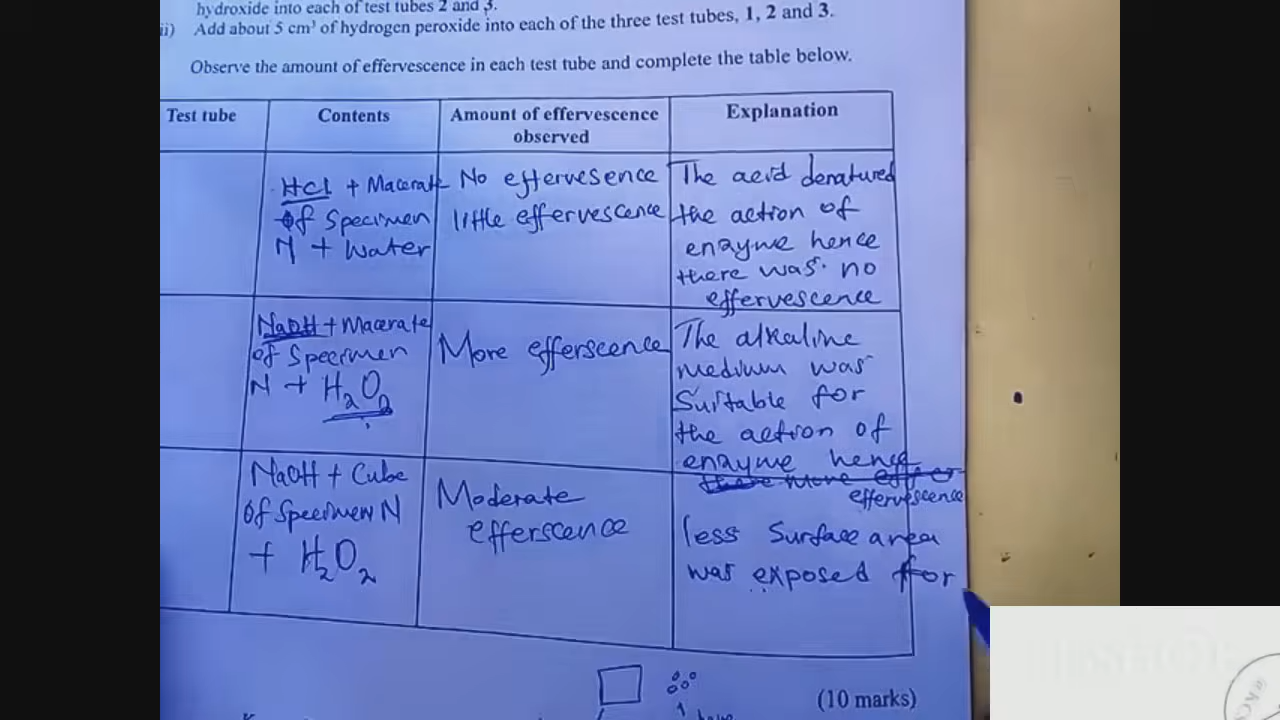 hydroxide into each of test tubes 2 and 3.
ii) Add about 5 cm³ of hydrogen peroxide into each of the three test tubes, 1, 2 and 3.
Observe the amount of effervescence in each test tube and complete the table below.
Test tube
Contents
Amount of effervescence
observed
Explanation
HCl + Macerate
of Specimen
N + Water
No effervesence
little effervescence
The acid denatured
the action of
enzyme hence
there was no
effervescence
NaOH + Macerate
of Specimen
N + H₂O₂
More efferscence
The alkaline
medium was
Suitable for
the action of
enzyme hence
there more effer
effervescence
NaOH + Cube
of Specimen N
+ H₂O₂
Moderate
efferscence
less Surface area
was exposed for
(10 marks)